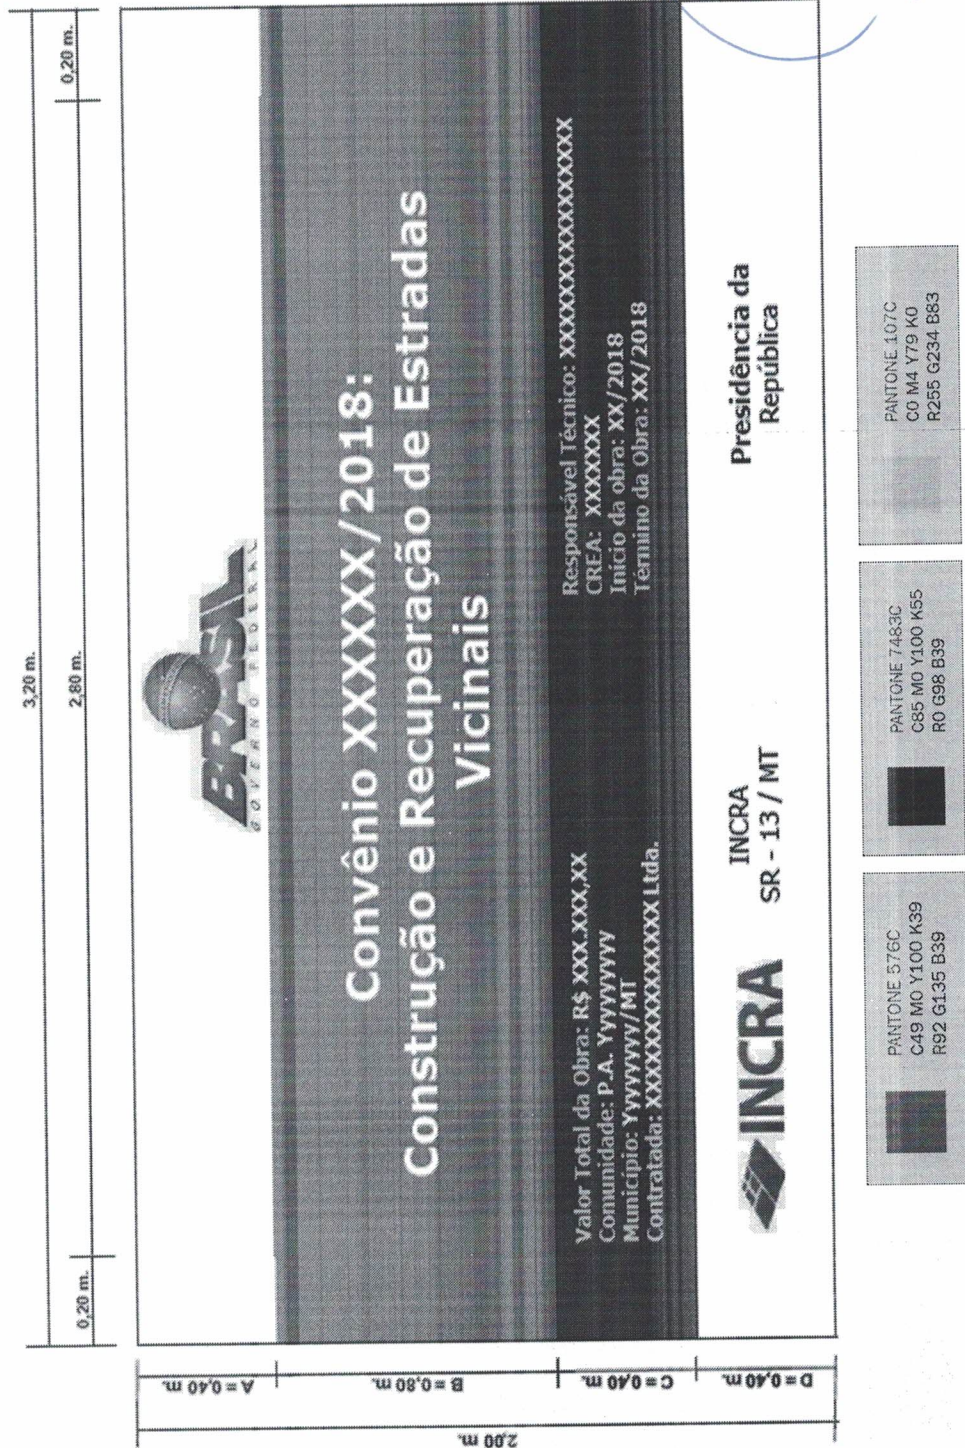 3,20 m.
0,20 m.
2,80 m.
0,20 m.
A = 0,40 m.
B = 0,80 m.
C = 0,40 m.
D = 0,40 m.
2,00 m.
BRASIL
GOVERNO FEDERAL
Convênio XXXXXX/2018:
Construção e Recuperação de Estradas
Vicinais
Valor Total da Obra: R$ XXX.XXX,XX
Comunidade: P.A. Yyyyyyyy
Município: Yyyyyyyy/MT
Contratada: XXXXXXXXXXXXXXX Ltda.
Responsável Técnico: XXXXXXXXXXXXXXXXXX
CREA: XXXXXXX
Início da obra: XX/2018
Término da Obra: XX/2018
INCRA
INCRA
SR - 13 / MT
Presidência da
República
PANTONE 576C
C49 M0 Y100 K39
R92 G135 B39
PANTONE 7483C
C85 M0 Y100 K55
R0 G98 B39
PANTONE 107C
C0 M4 Y79 K0
R255 G234 B83